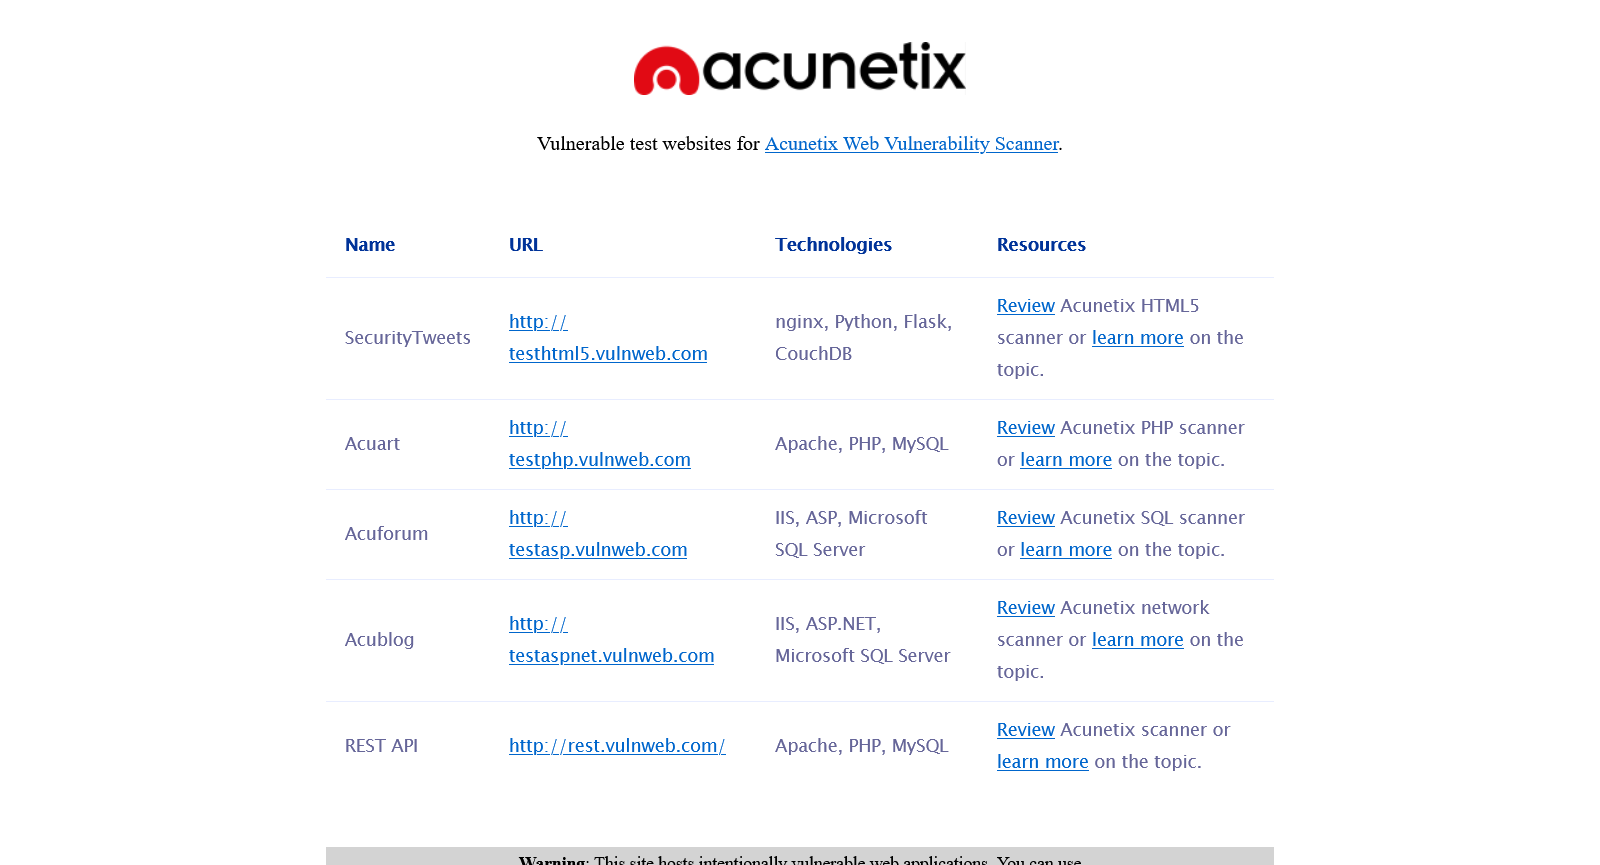 acunetix
Vulnerable test websites for Acunetix Web Vulnerability Scanner.
Name URL Technologies Resources
SecurityTweets
http://
testhtml5.vulnweb.com
nginx, Python, Flask,
CouchDB
Review Acunetix HTML5
scanner or learn more on the
topic.
Acuart
http://
testphp.vulnweb.com
Apache, PHP, MySQL
Review Acunetix PHP scanner
or learn more on the topic.
Acuforum
http://
testasp.vulnweb.com
IIS, ASP, Microsoft
SQL Server
Review Acunetix SQL scanner
or learn more on the topic.
Acublog
http://
testaspnet.vulnweb.com
IIS, ASP.NET,
Microsoft SQL Server
Review Acunetix network
scanner or learn more on the
topic.
REST API
http://rest.vulnweb.com/
Apache, PHP, MySQL
Review Acunetix scanner or
learn more on the topic.
Warning: This site hosts intentionally vulnerable web applications. You can use